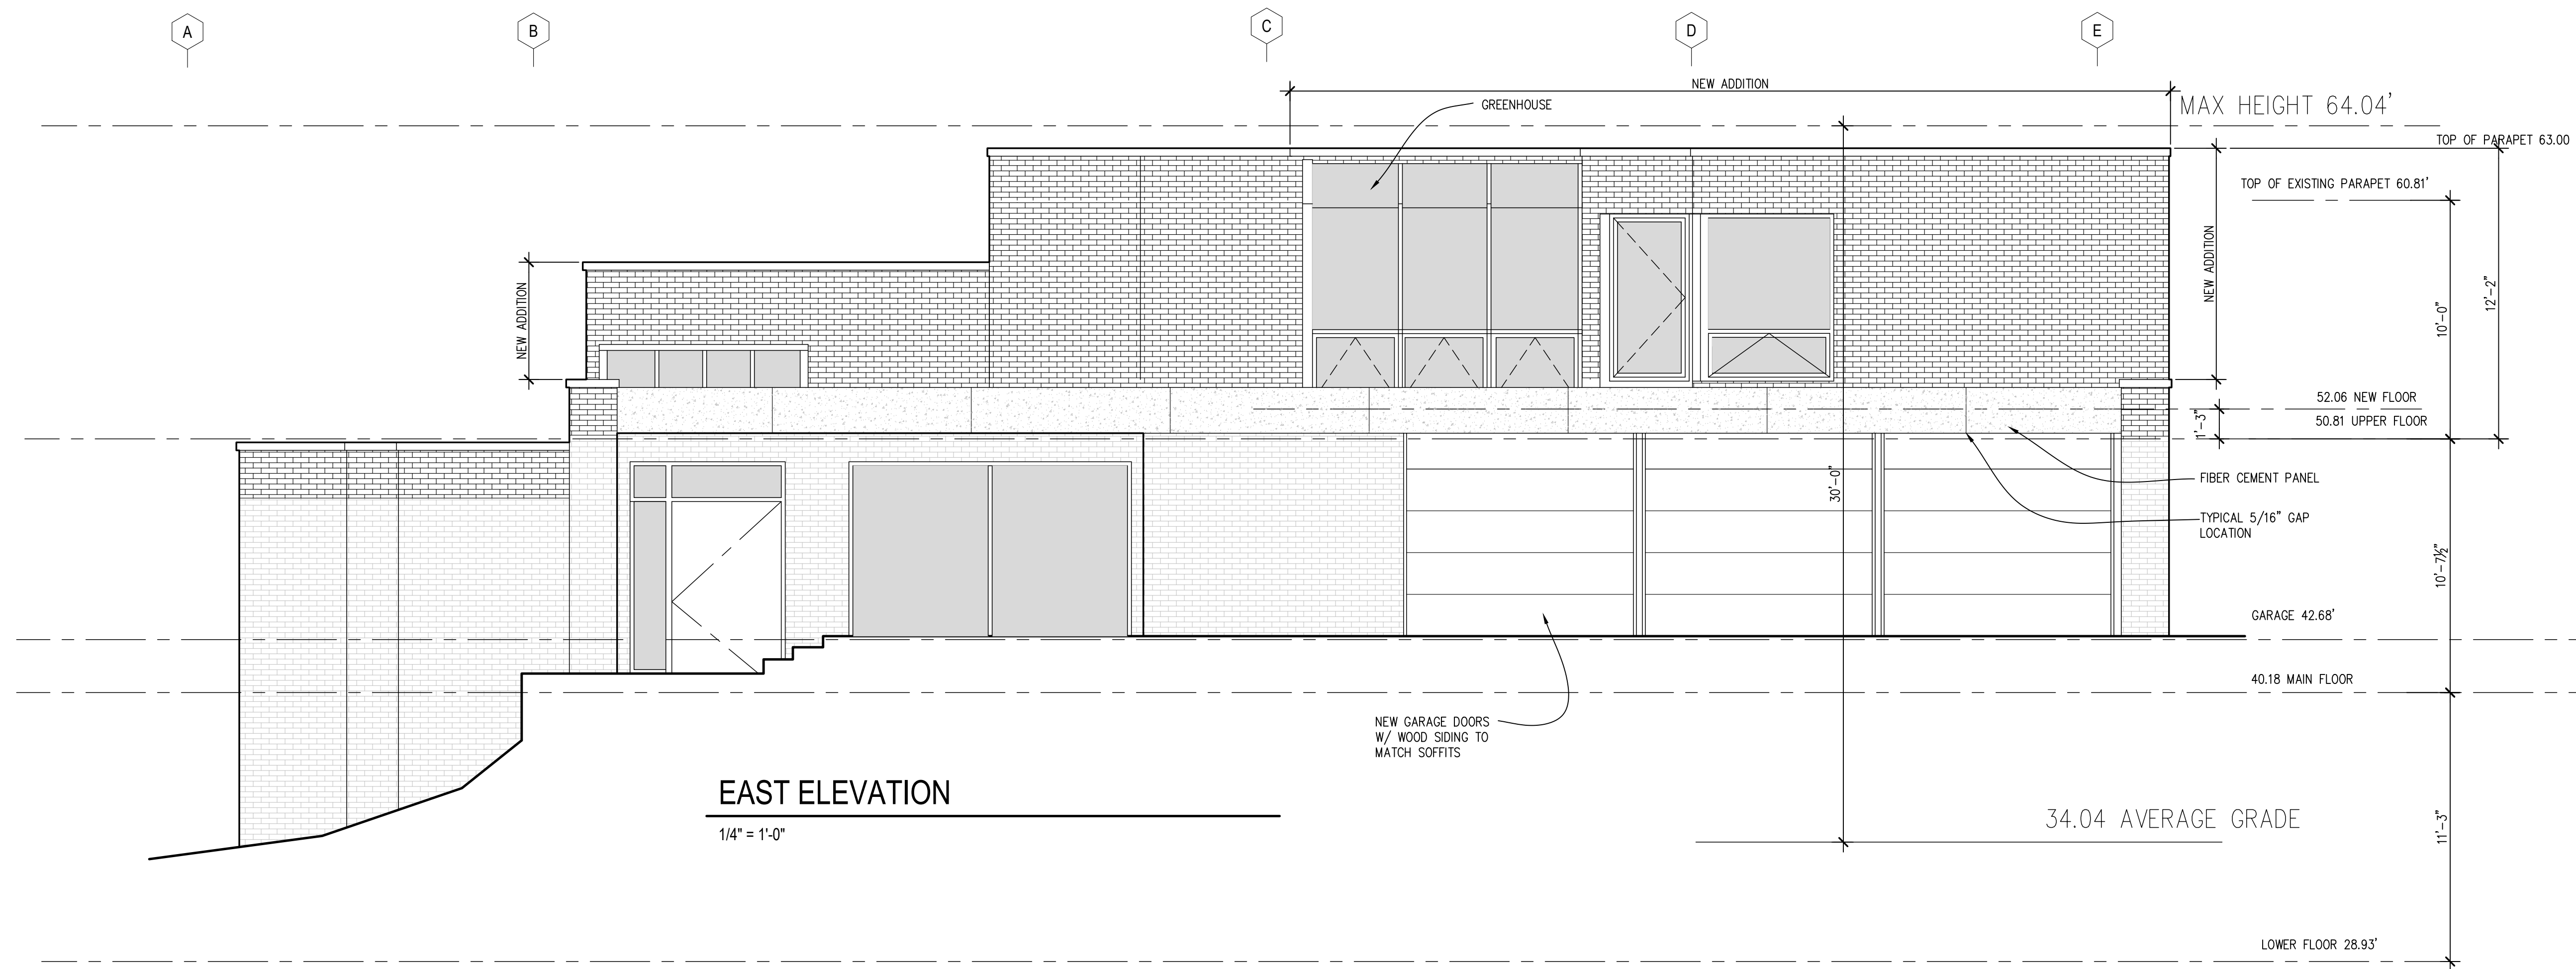 A
B
C
D
E
NEW ADDITION
GREENHOUSE
MAX HEIGHT 64.04'
TOP OF PARAPET 63.00
TOP OF EXISTING PARAPET 60.81'
NEW ADDITION
NEW ADDITION
10'-0"
12'-2"
52.06 NEW FLOOR
50.81 UPPER FLOOR
1'-3"
30'-0"
FIBER CEMENT PANEL
TYPICAL 5/16" GAP
LOCATION
10'-7½"
GARAGE 42.68'
40.18 MAIN FLOOR
NEW GARAGE DOORS
W/ WOOD SIDING TO
MATCH SOFFITS
EAST ELEVATION
1/4" = 1'-0"
34.04 AVERAGE GRADE
11'-3"
LOWER FLOOR 28.93'